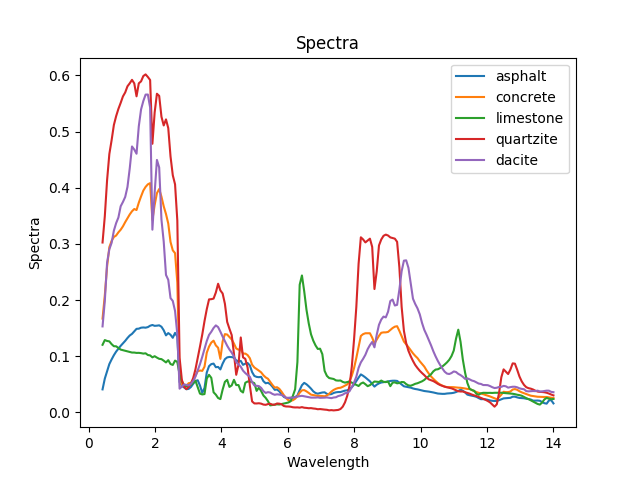 Spectra
asphalt
concrete
limestone
quartzite
dacite
0.6
0.5
0.4
0.3
0.2
0.1
0.0
Spectra
0 2 4 6 8 10 12 14
Wavelength